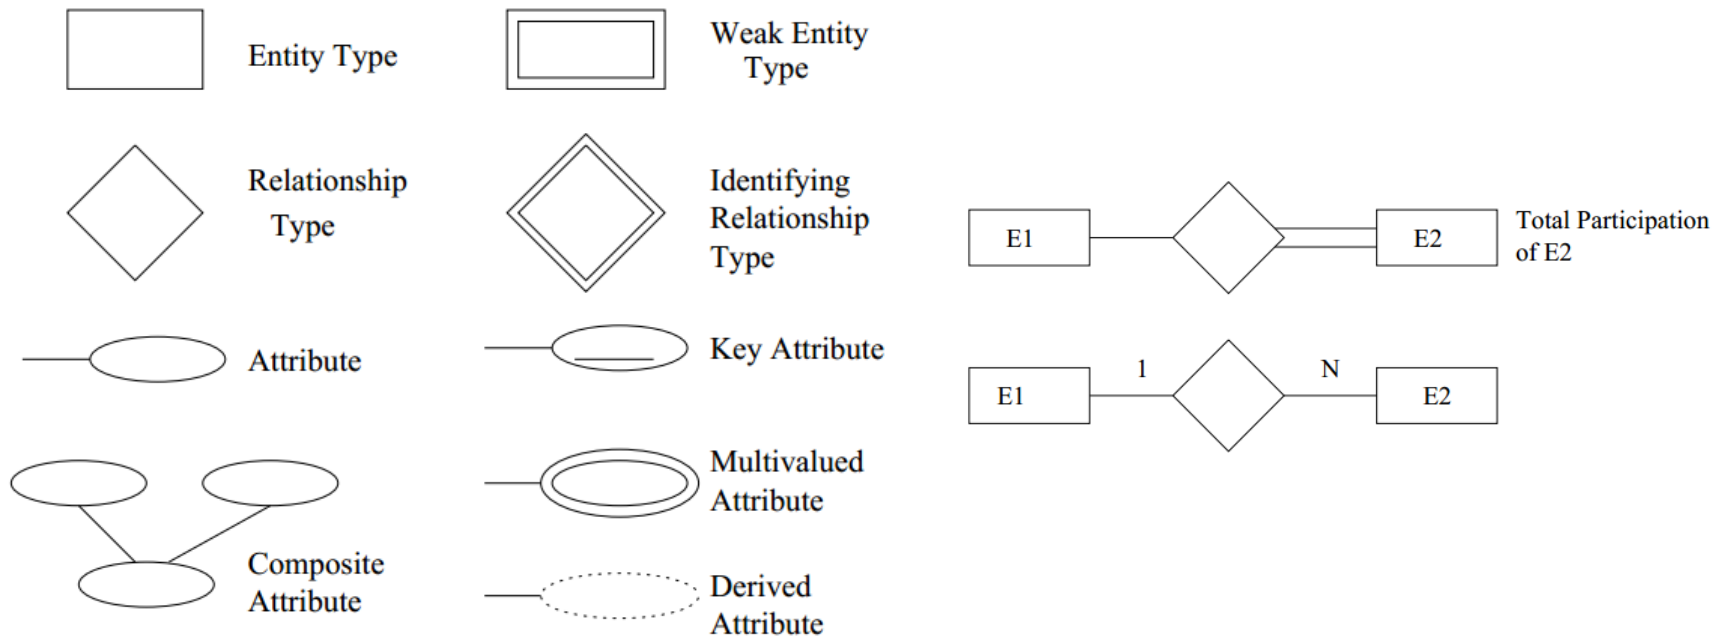 Entity Type
Weak Entity
Type
Relationship
Type
Identifying
Relationship
Type
Attribute
Key Attribute
Composite
Attribute
Multivalued
Attribute
Derived
Attribute
E1
E2
Total Participation
of E2
E1
1
N
E2